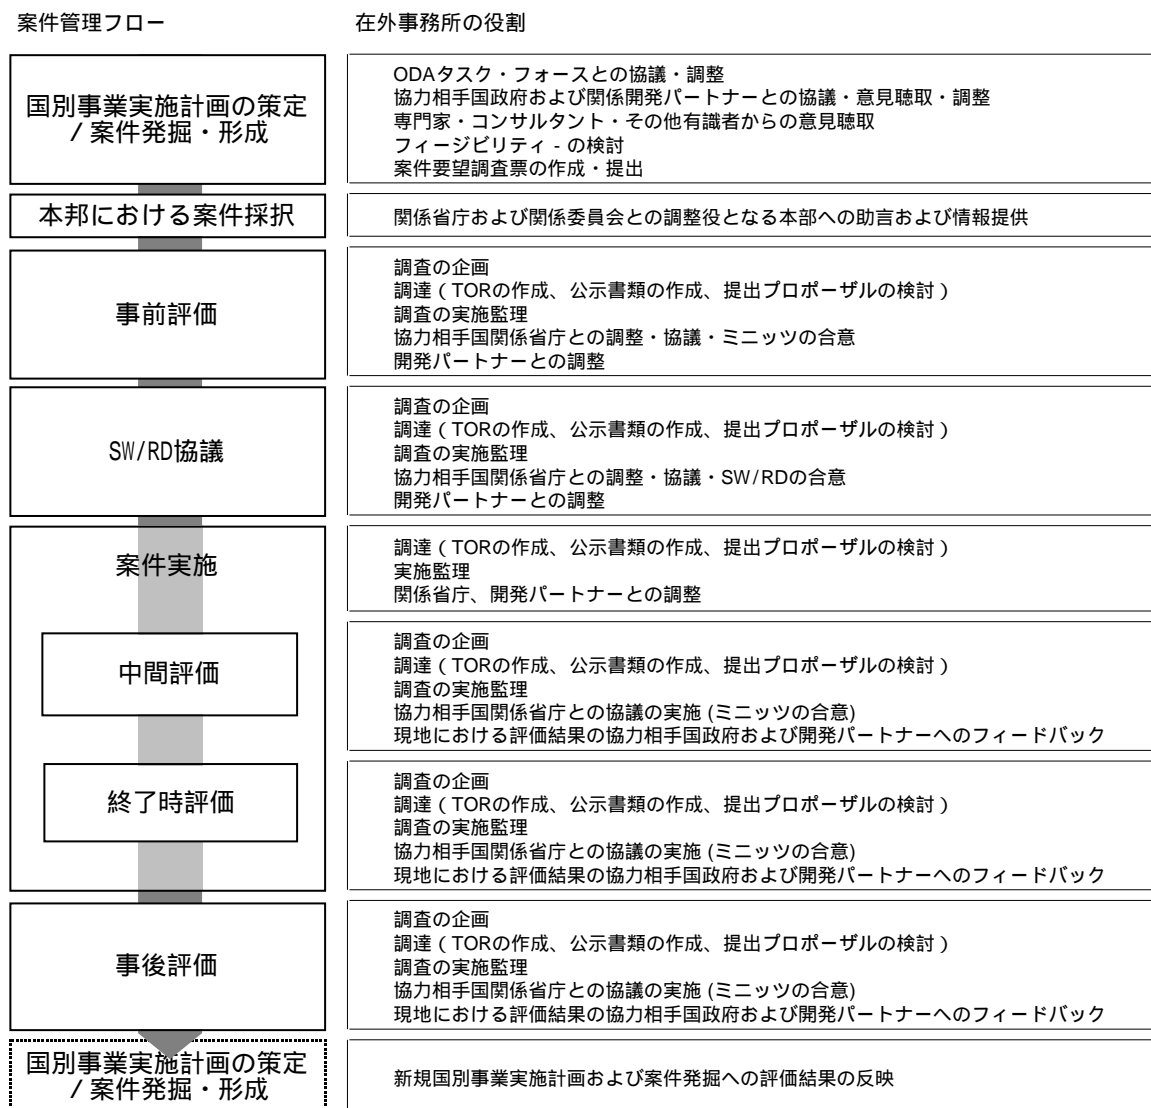 案件管理フロー
在外事務所の役割
国別事業実施計画の策定
/ 案件発掘・形成
ODAタスク・フォースとの協議・調整
協力相手国政府および関係開発パートナーとの協議・意見聴取・調整
専門家・コンサルタント・その他有識者からの意見聴取
フィージビリティ - の検討
案件要望調査票の作成・提出
本邦における案件採択
関係省庁および関係委員会との調整役となる本部への助言および情報提供
事前評価
調査の企画
調達（TORの作成、公示書類の作成、提出プロポーザルの検討）
調査の実施監理
協力相手国関係省庁との調整・協議・ミニッツの合意
開発パートナーとの調整
SW/RD協議
調査の企画
調達（TORの作成、公示書類の作成、提出プロポーザルの検討）
調査の実施監理
協力相手国関係省庁との調整・協議・SW/RDの合意
開発パートナーとの調整
案件実施
調達（TORの作成、公示書類の作成、提出プロポーザルの検討）
実施監理
関係省庁、開発パートナーとの調整
中間評価
調査の企画
調達（TORの作成、公示書類の作成、提出プロポーザルの検討）
調査の実施監理
協力相手国関係省庁との協議の実施 (ミニッツの合意)
現地における評価結果の協力相手国政府および開発パートナーへのフィードバック
終了時評価
調査の企画
調達（TORの作成、公示書類の作成、提出プロポーザルの検討）
調査の実施監理
協力相手国関係省庁との協議の実施 (ミニッツの合意)
現地における評価結果の協力相手国政府および開発パートナーへのフィードバック
事後評価
調査の企画
調達（TORの作成、公示書類の作成、提出プロポーザルの検討）
調査の実施監理
協力相手国関係省庁との協議の実施 (ミニッツの合意)
現地における評価結果の協力相手国政府および開発パートナーへのフィードバック
国別事業実施計画の策定
/ 案件発掘・形成
新規国別事業実施計画および案件発掘への評価結果の反映